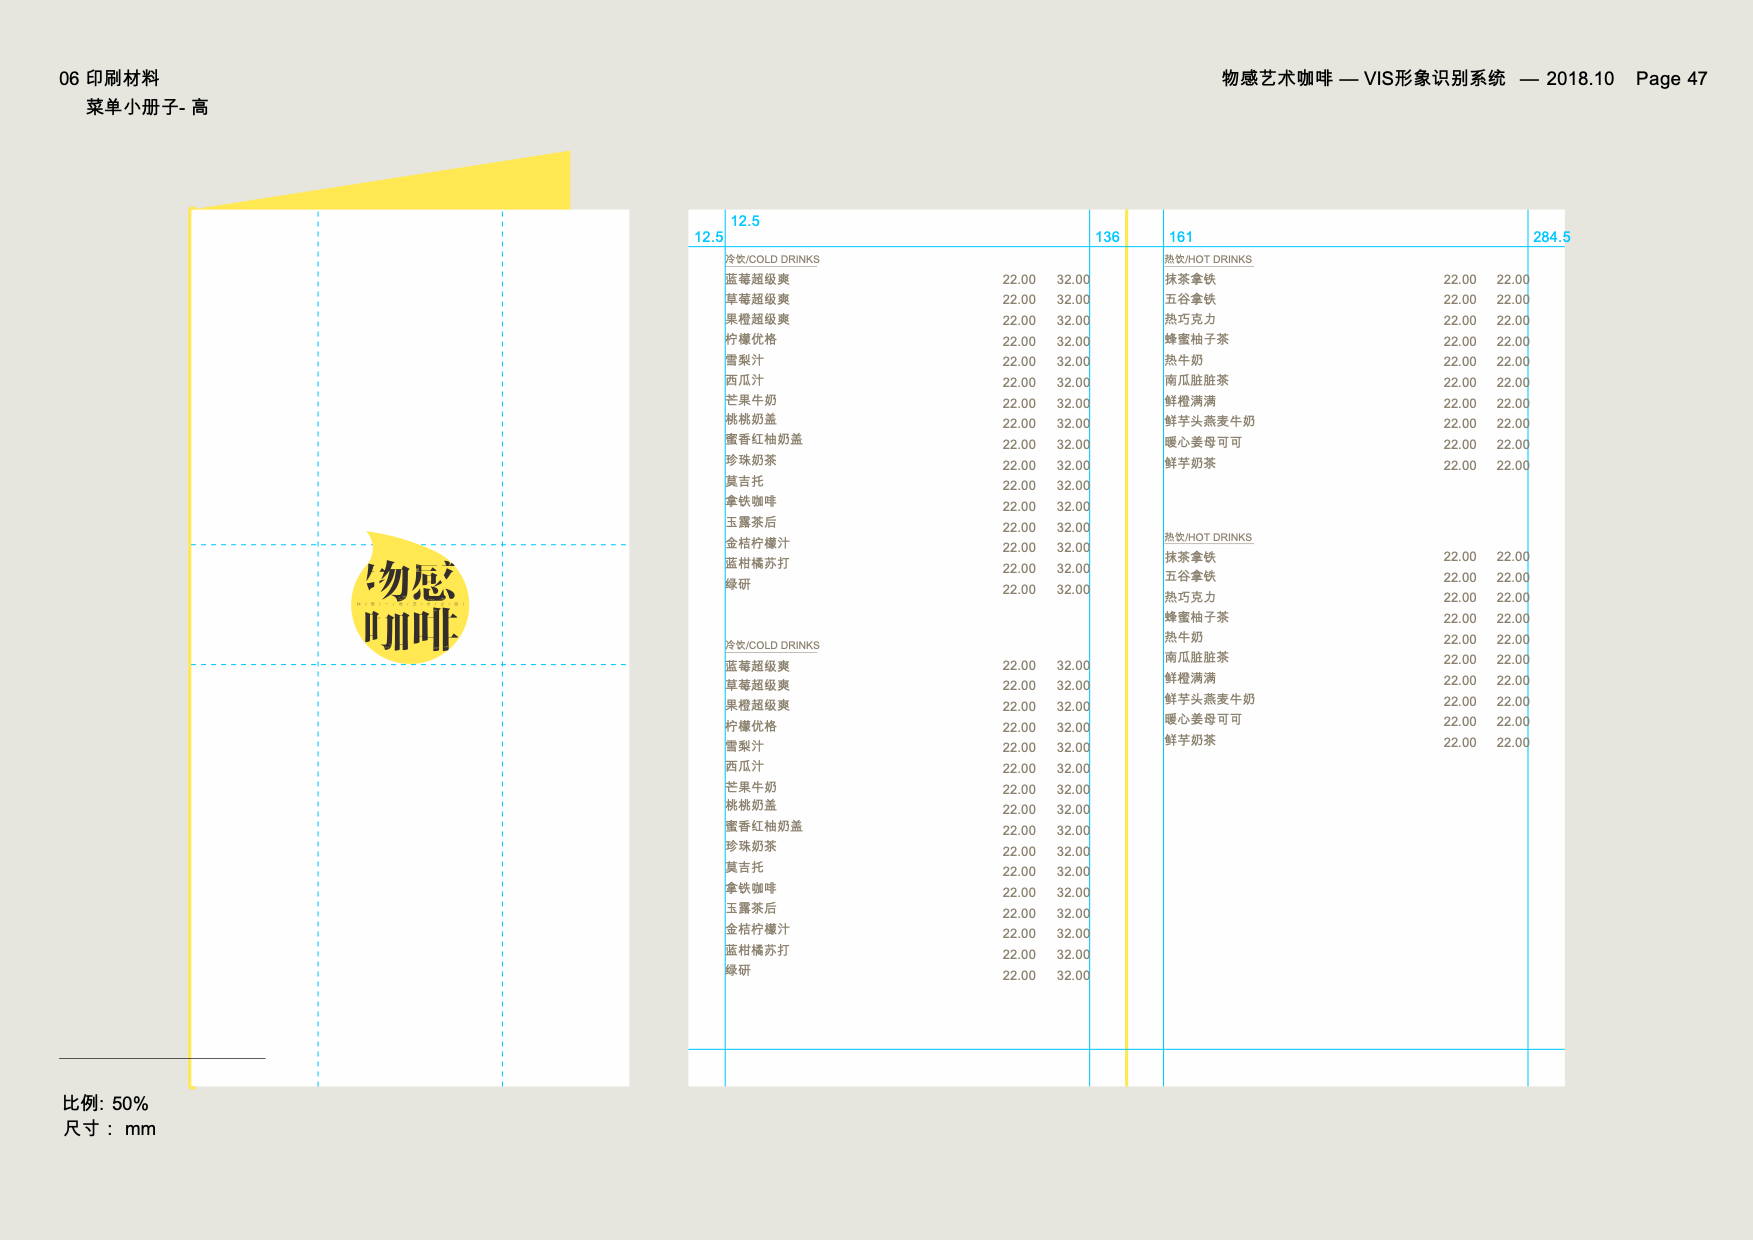 06 印刷材料
菜单小册子- 高
物感艺术咖啡 — VIS形象识别系统 — 2018.10 Page 47
物感
咖啡
12.5
12.5
136
161
284.5
冷饮/COLD DRINKS
蓝莓超级爽 22.00 32.00
草莓超级爽 22.00 32.00
果橙超级爽 22.00 32.00
柠檬优格 22.00 32.00
雪梨汁 22.00 32.00
西瓜汁 22.00 32.00
芒果牛奶 22.00 32.00
桃桃奶盖 22.00 32.00
蜜香红柚奶盖 22.00 32.00
珍珠奶茶 22.00 32.00
莫吉托 22.00 32.00
拿铁咖啡 22.00 32.00
玉露茶后 22.00 32.00
金桔柠檬汁 22.00 32.00
蓝柑橘苏打 22.00 32.00
绿研 22.00 32.00
冷饮/COLD DRINKS
蓝莓超级爽 22.00 32.00
草莓超级爽 22.00 32.00
果橙超级爽 22.00 32.00
柠檬优格 22.00 32.00
雪梨汁 22.00 32.00
西瓜汁 22.00 32.00
芒果牛奶 22.00 32.00
桃桃奶盖 22.00 32.00
蜜香红柚奶盖 22.00 32.00
珍珠奶茶 22.00 32.00
莫吉托 22.00 32.00
拿铁咖啡 22.00 32.00
玉露茶后 22.00 32.00
金桔柠檬汁 22.00 32.00
蓝柑橘苏打 22.00 32.00
绿研 22.00 32.00
热饮/HOT DRINKS
抹茶拿铁 22.00 22.00
五谷拿铁 22.00 22.00
热巧克力 22.00 22.00
蜂蜜柚子茶 22.00 22.00
热牛奶 22.00 22.00
南瓜脏脏茶 22.00 22.00
鲜橙满满 22.00 22.00
鲜芋头燕麦牛奶 22.00 22.00
暖心姜母可可 22.00 22.00
鲜芋奶茶 22.00 22.00
热饮/HOT DRINKS
抹茶拿铁 22.00 22.00
五谷拿铁 22.00 22.00
热巧克力 22.00 22.00
蜂蜜柚子茶 22.00 22.00
热牛奶 22.00 22.00
南瓜脏脏茶 22.00 22.00
鲜橙满满 22.00 22.00
鲜芋头燕麦牛奶 22.00 22.00
暖心姜母可可 22.00 22.00
鲜芋奶茶 22.00 22.00
比例: 50%
尺寸 : mm